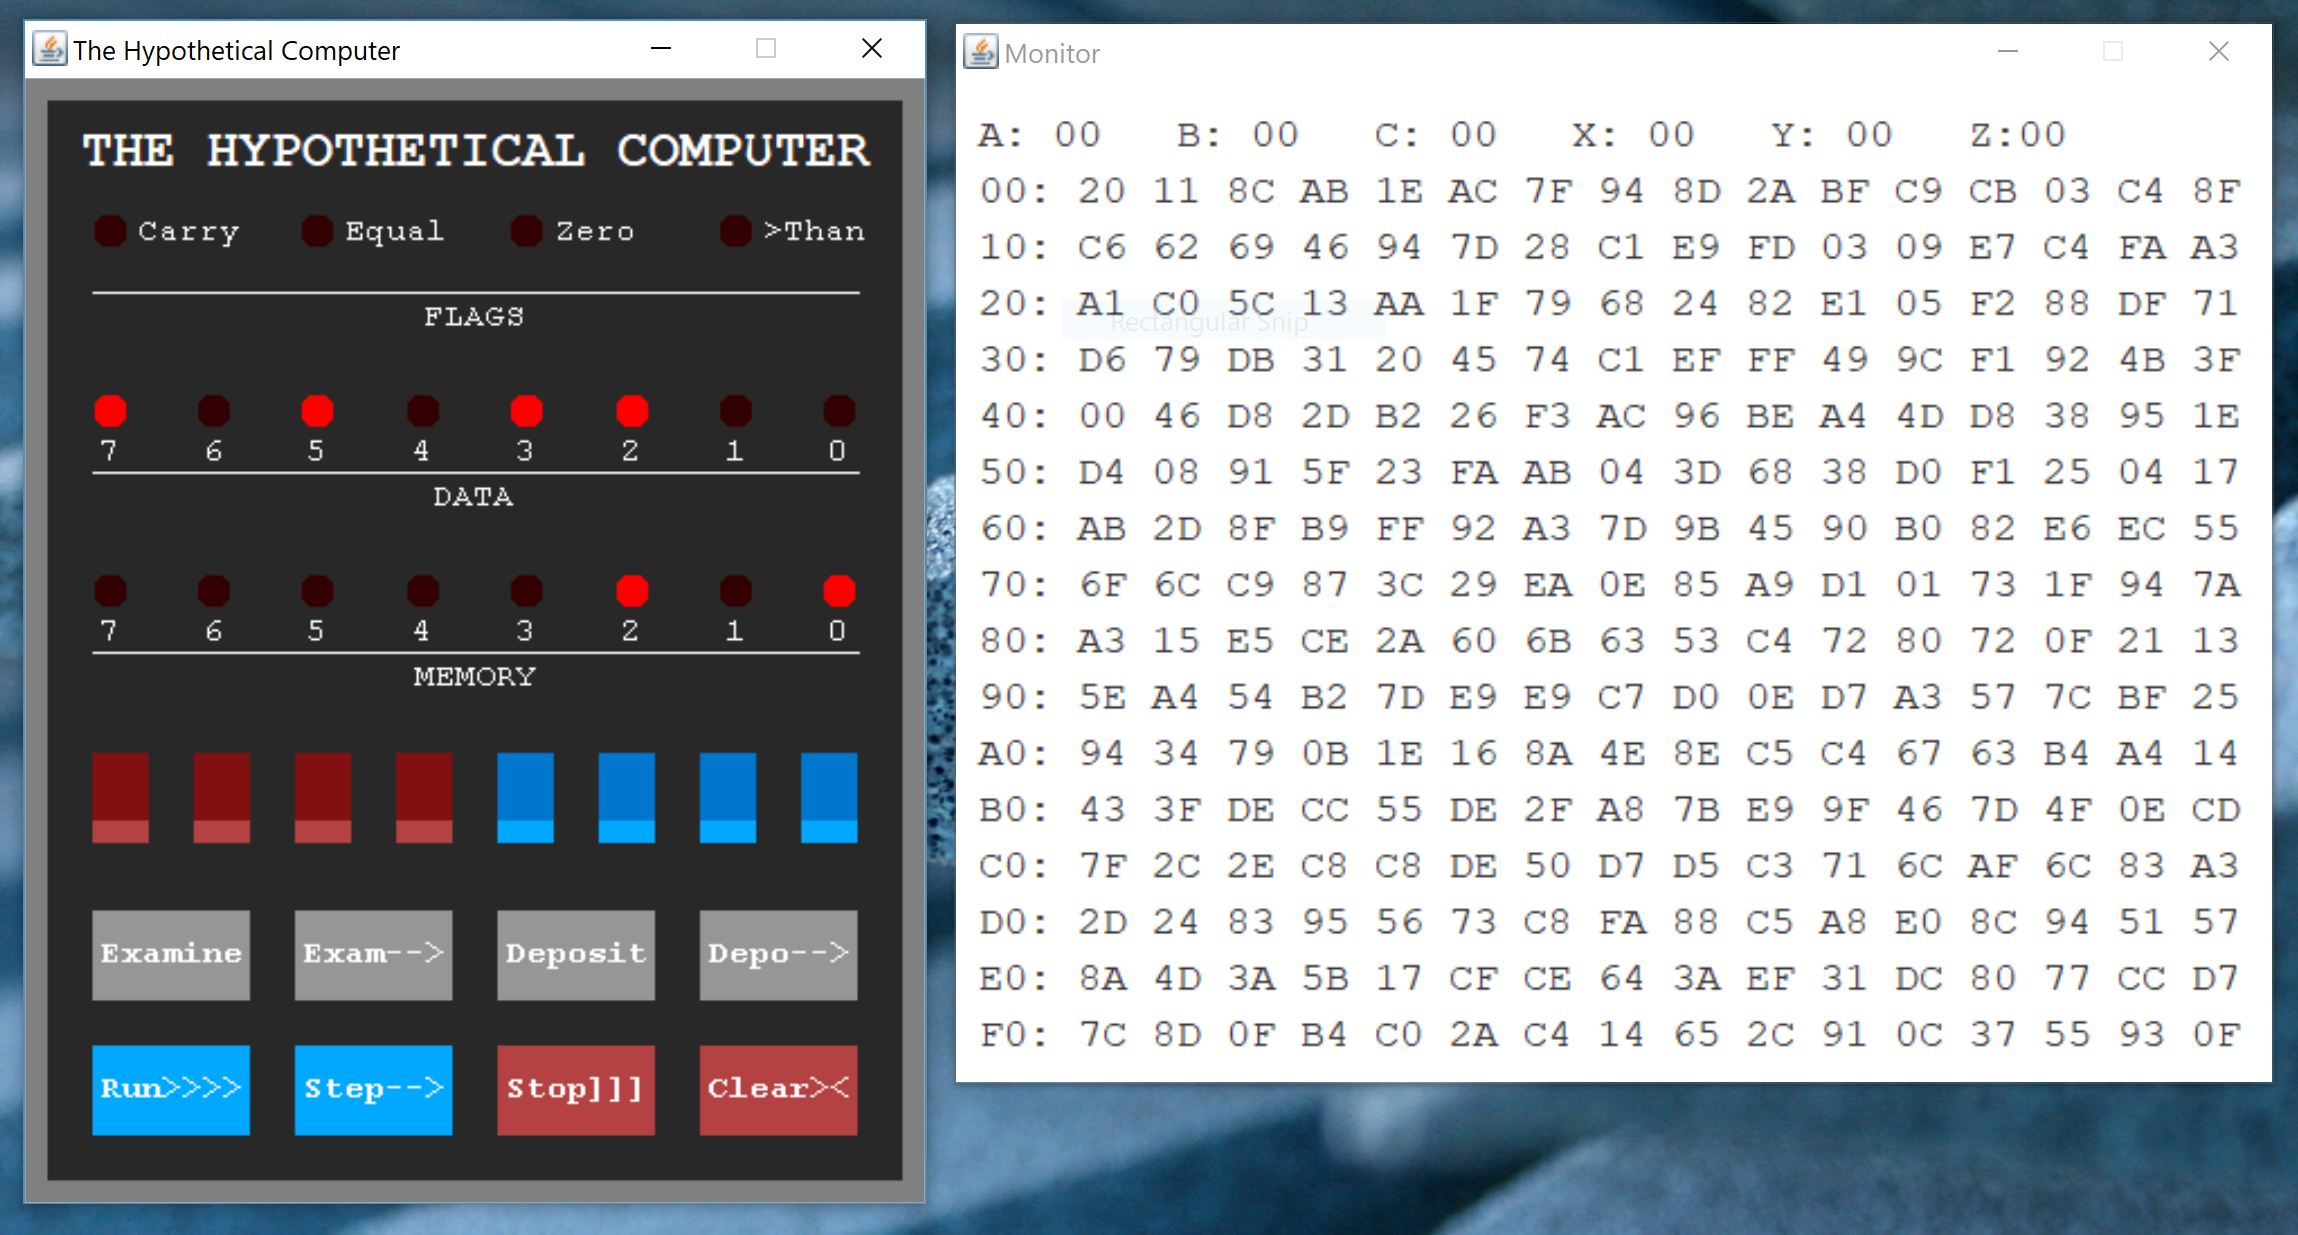 The Hypothetical Computer
THE HYPOTHETICAL COMPUTER
Carry Equal Zero >Than
FLAGS
7 6 5 4 3 2 1 0
DATA
7 6 5 4 3 2 1 0
MEMORY
Examine Exam--> Deposit Depo-->
Run>>>> Step--> Stop]]] Clear><
Monitor
A: 00 B: 00 C: 00 X: 00 Y: 00 Z:00
00: 20 11 8C AB 1E AC 7F 94 8D 2A BF C9 CB 03 C4 8F
10: C6 62 69 46 94 7D 28 C1 E9 FD 03 09 E7 C4 FA A3
20: A1 C0 5C 13 AA 1F 79 68 24 82 E1 05 F2 88 DF 71
Rectangular Snip
30: D6 79 DB 31 20 45 74 C1 EF FF 49 9C F1 92 4B 3F
40: 00 46 D8 2D B2 26 F3 AC 96 BE A4 4D D8 38 95 1E
50: D4 08 91 5F 23 FA AB 04 3D 68 38 D0 F1 25 04 17
60: AB 2D 8F B9 FF 92 A3 7D 9B 45 90 B0 82 E6 EC 55
70: 6F 6C C9 87 3C 29 EA 0E 85 A9 D1 01 73 1F 94 7A
80: A3 15 E5 CE 2A 60 6B 63 53 C4 72 80 72 0F 21 13
90: 5E A4 54 B2 7D E9 E9 C7 D0 0E D7 A3 57 7C BF 25
A0: 94 34 79 0B 1E 16 8A 4E 8E C5 C4 67 63 B4 A4 14
B0: 43 3F DE CC 55 DE 2F A8 7B E9 9F 46 7D 4F 0E CD
C0: 7F 2C 2E C8 C8 DE 50 D7 D5 C3 71 6C AF 6C 83 A3
D0: 2D 24 83 95 56 73 C8 FA 88 C5 A8 E0 8C 94 51 57
E0: 8A 4D 3A 5B 17 CF CE 64 3A EF 31 DC 80 77 CC D7
F0: 7C 8D 0F B4 C0 2A C4 14 65 2C 91 0C 37 55 93 0F